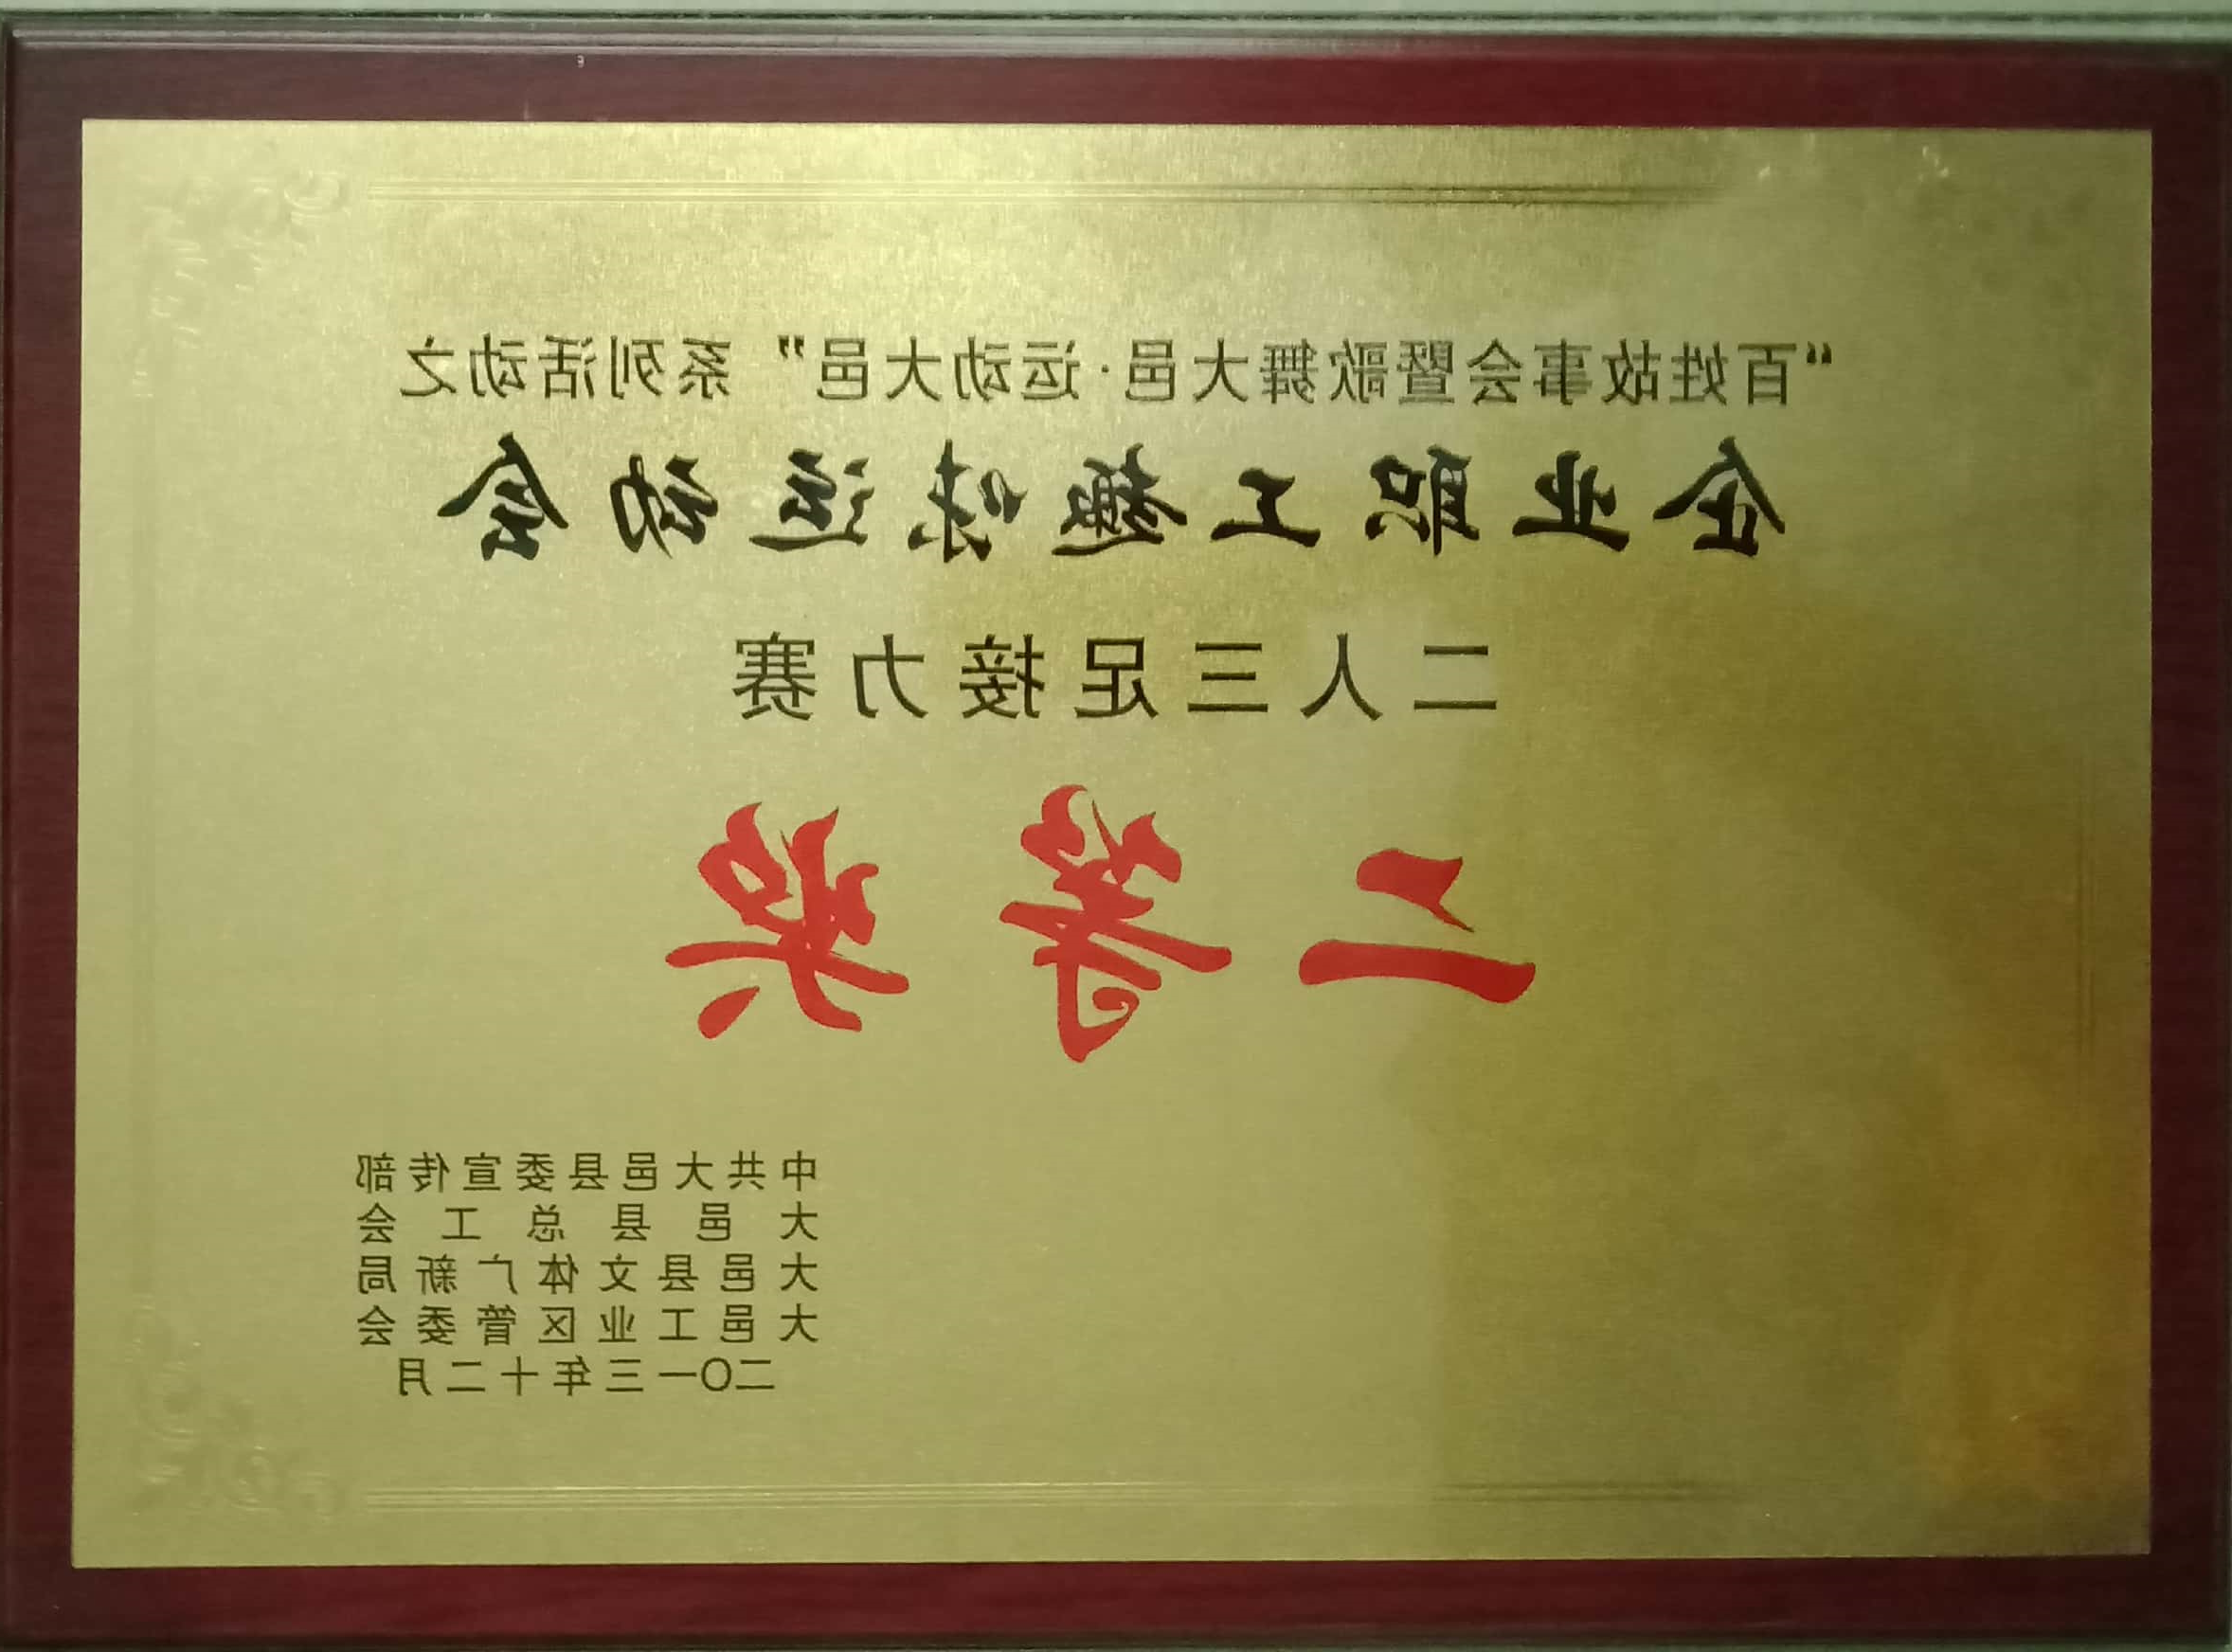 “百姓故事会暨歌舞大邑·运动大邑”系列活动之
企业职工趣味运动会
二人三足接力赛
二等奖
中共大邑县委宣传部
大邑县总工会
大邑县文体广新局
大邑工业区管委会
二〇一三年十二月